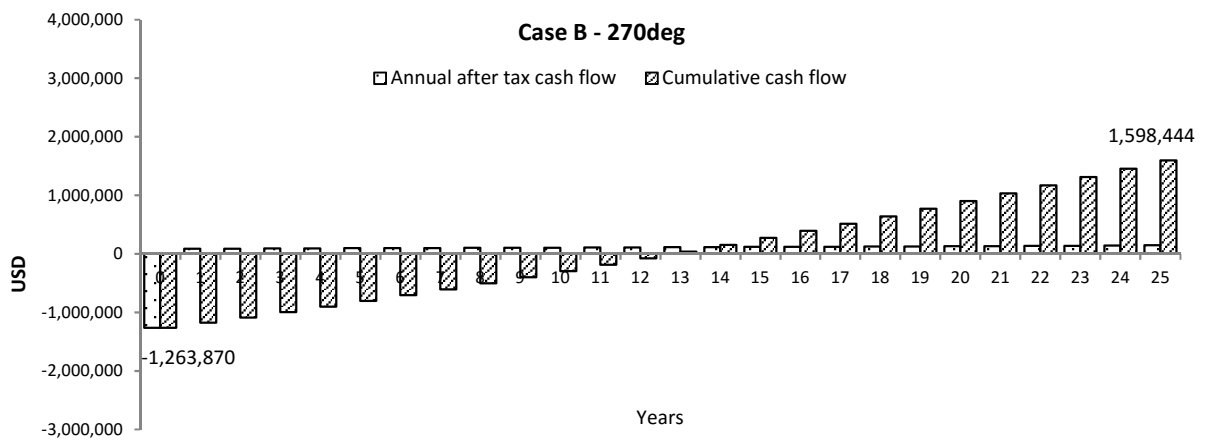 Case B - 270deg
Annual after tax cash flow Cumulative cash flow
4,000,000
3,000,000
2,000,000
1,000,000
0
-1,000,000
-2,000,000
-3,000,000
USD
1,598,444
-1,263,870
0 1 2 3 4 5 6 7 8 9 10 11 12 13 14 15 16 17 18 19 20 21 22 23 24 25
Years